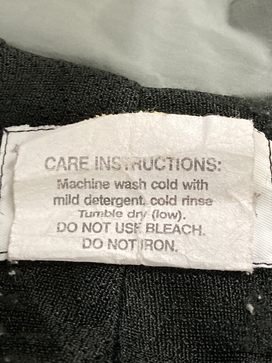 CARE INSTRUCTIONS:
Machine wash cold with
mild detergent, cold rinse
Tumble dry (low).
DO NOT USE BLEACH.
DO NOT IRON.